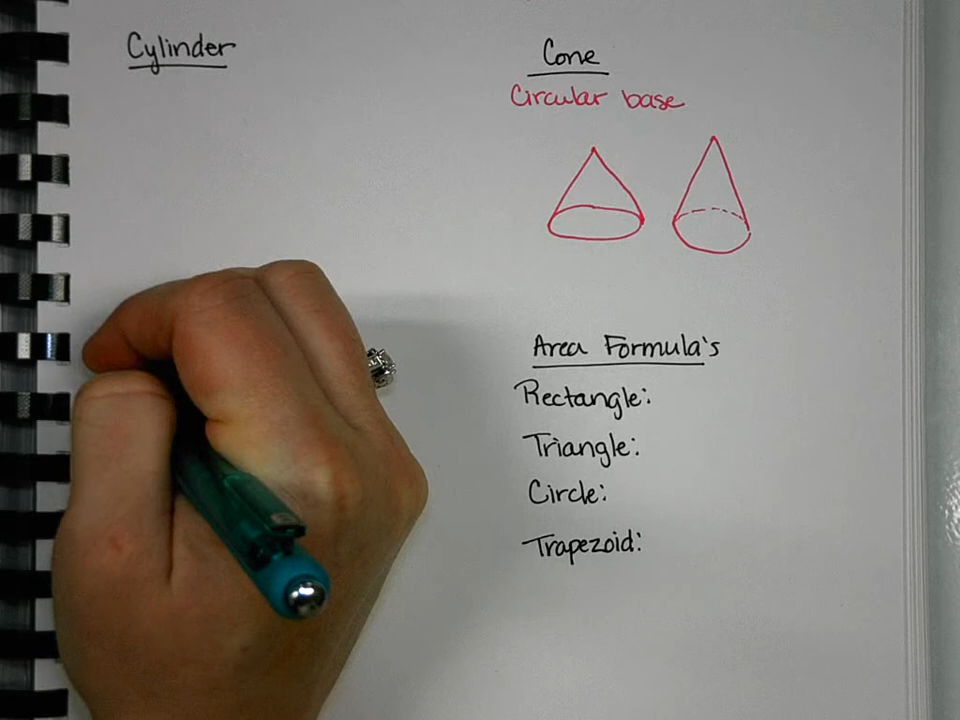 Cylinder
Cone
Circular base
Area Formula's
Rectangle:
Triangle:
Circle:
Trapezoid: